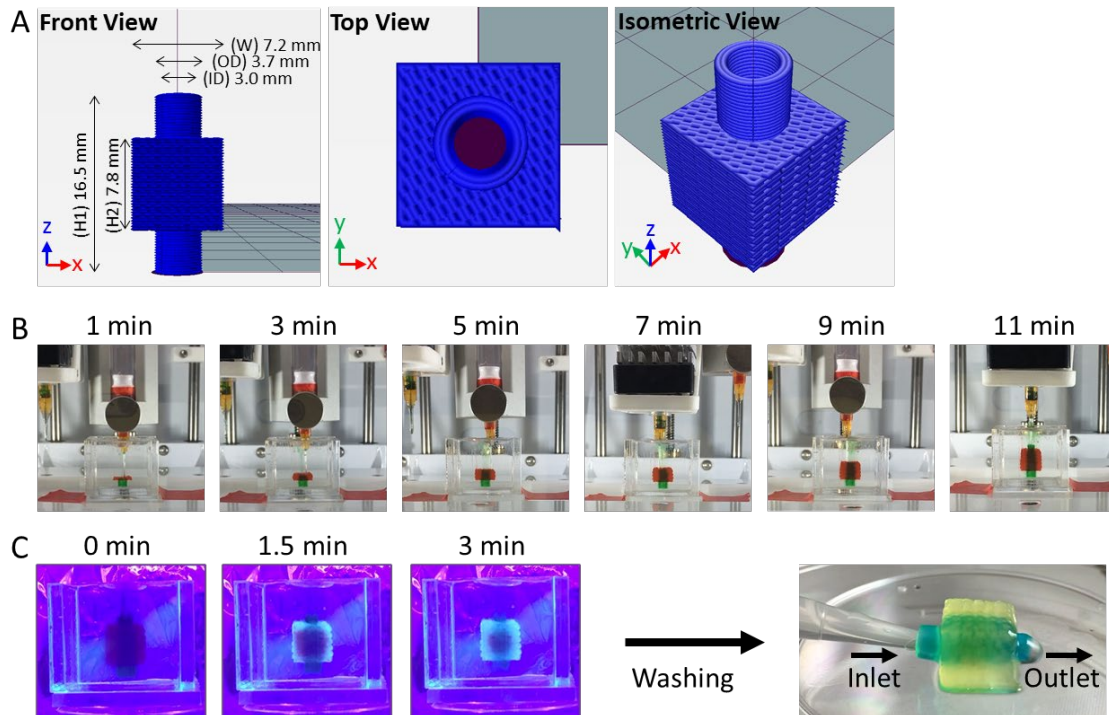 A
Front View
Top View
Isometric View
(W) 7.2 mm
(OD) 3.7 mm
(ID) 3.0 mm
(H1) 16.5 mm
(H2) 7.8 mm
z
x
y
x
y
z
x
B
1 min
3 min
5 min
7 min
9 min
11 min
C
0 min
1.5 min
3 min
Washing
Inlet
Outlet